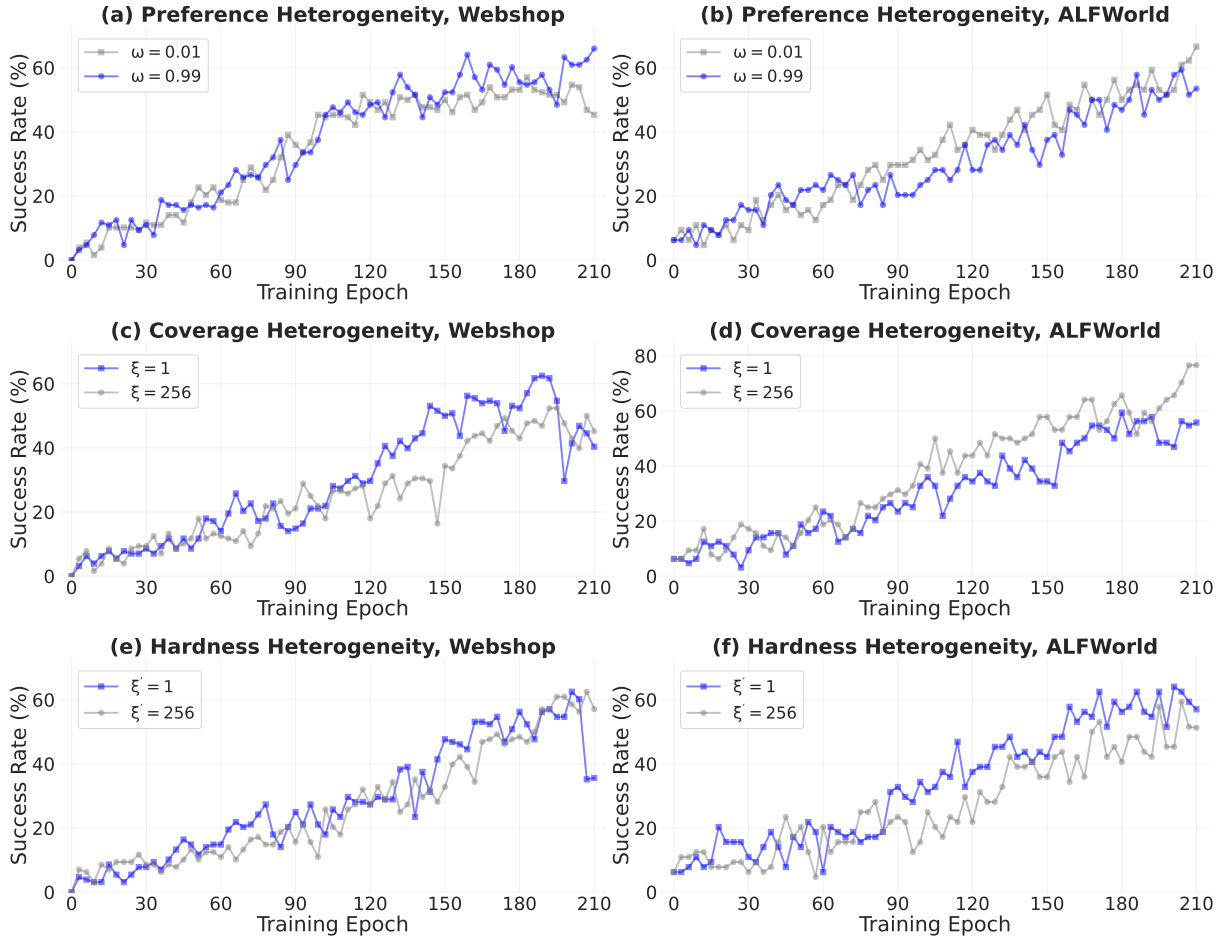 (a) Preference Heterogeneity, Webshop
Success Rate (%)
60
40
20
0
ω = 0.01
ω = 0.99
0 30 60 90 120 150 180 210
Training Epoch
(b) Preference Heterogeneity, ALFWorld
Success Rate (%)
60
40
20
0
ω = 0.01
ω = 0.99
0 30 60 90 120 150 180 210
Training Epoch
(c) Coverage Heterogeneity, Webshop
Success Rate (%)
60
40
20
0
ξ = 1
ξ = 256
0 30 60 90 120 150 180 210
Training Epoch
(d) Coverage Heterogeneity, ALFWorld
Success Rate (%)
80
60
40
20
0
ξ = 1
ξ = 256
0 30 60 90 120 150 180 210
Training Epoch
(e) Hardness Heterogeneity, Webshop
Success Rate (%)
60
40
20
0
ξ′ = 1
ξ′ = 256
0 30 60 90 120 150 180 210
Training Epoch
(f) Hardness Heterogeneity, ALFWorld
Success Rate (%)
60
40
20
0
ξ′ = 1
ξ′ = 256
0 30 60 90 120 150 180 210
Training Epoch